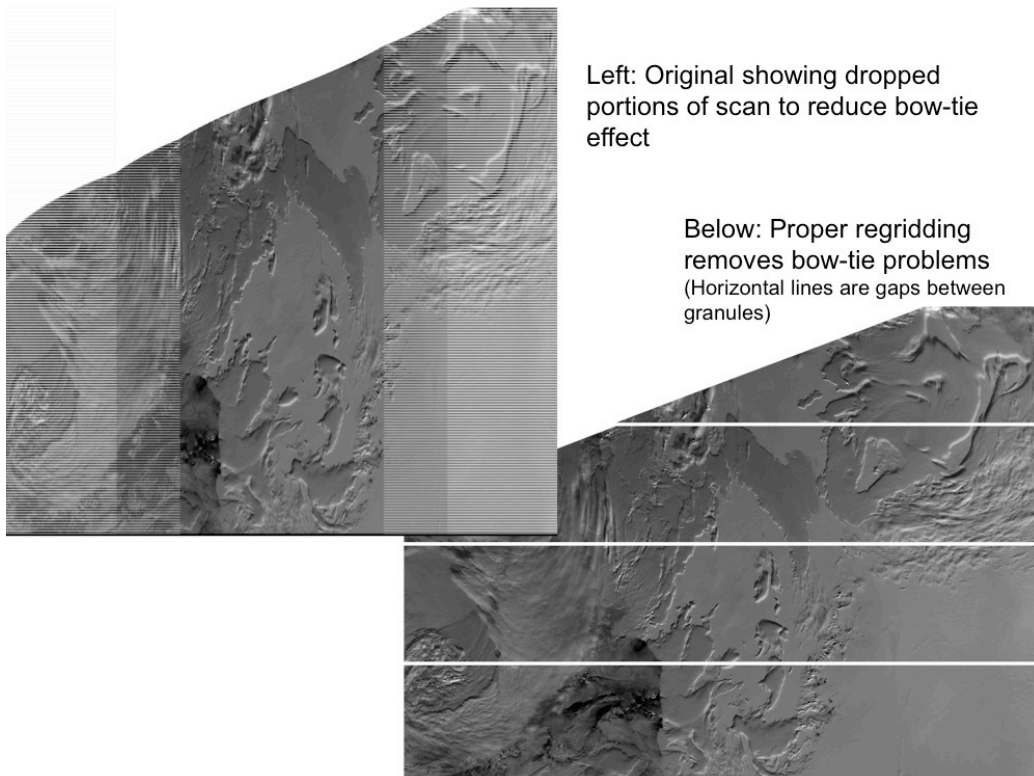 Left: Original showing dropped
portions of scan to reduce bow-tie
effect
Below: Proper regridding
removes bow-tie problems
(Horizontal lines are gaps between
granules)